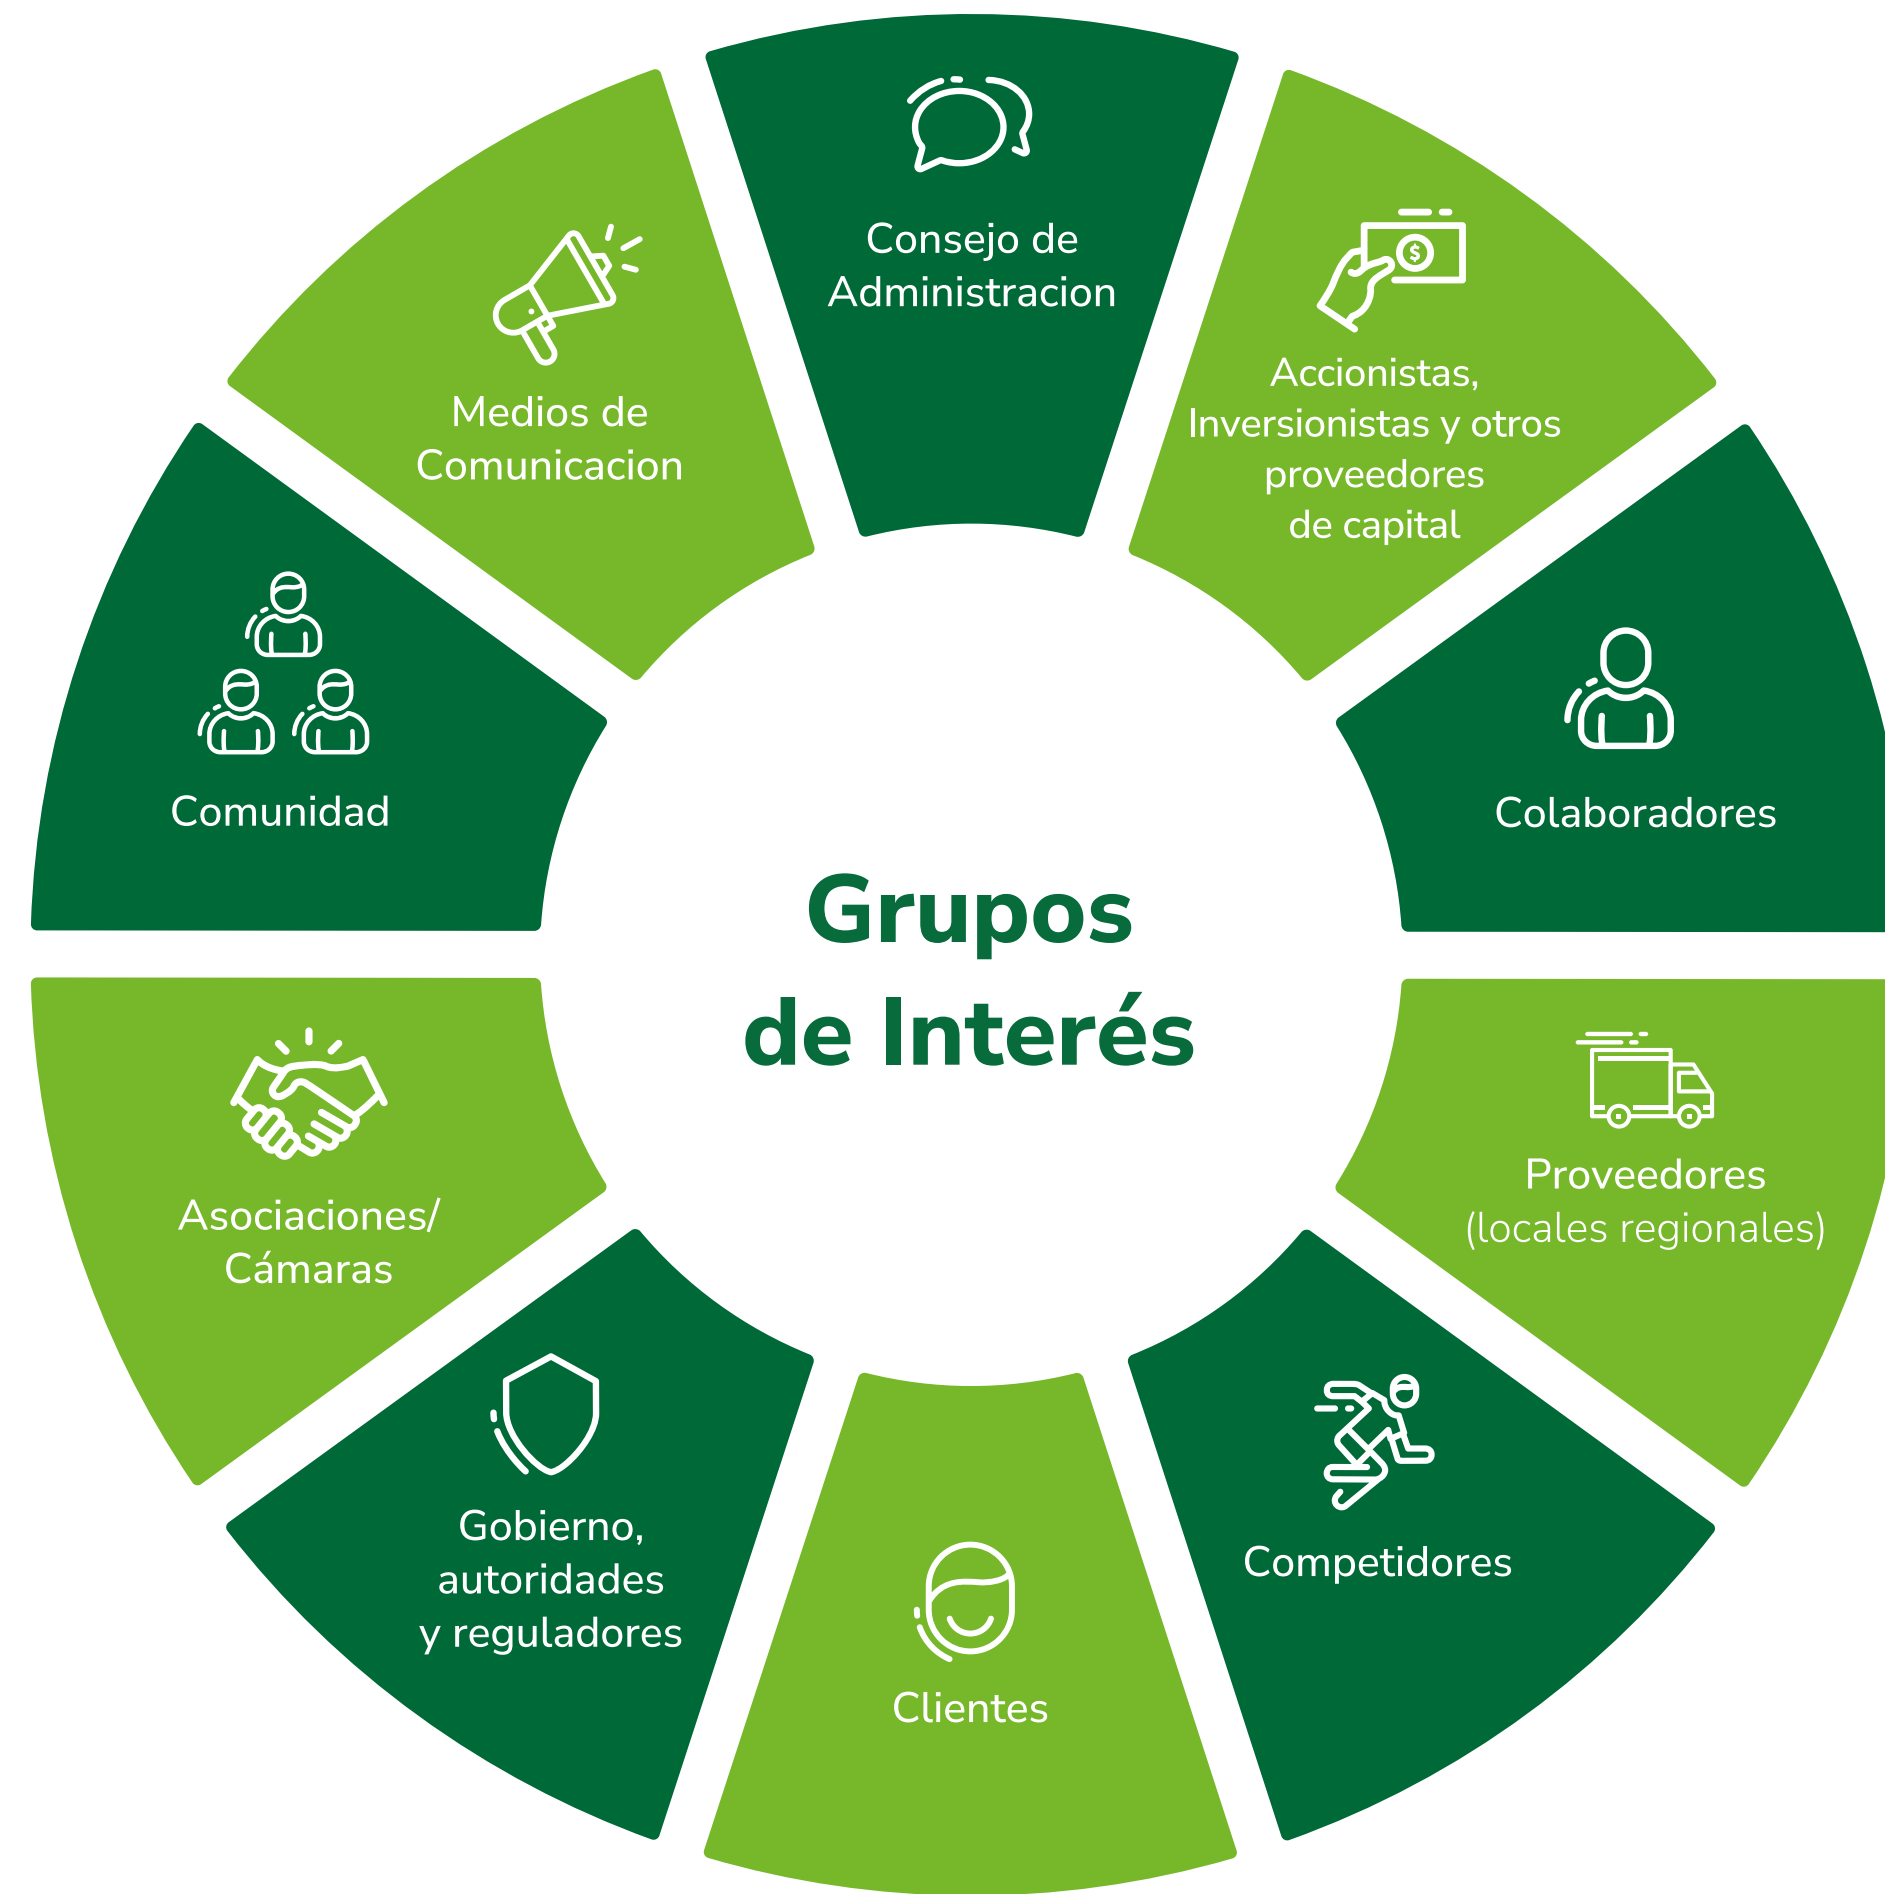 Consejo de
Administracion
Accionistas,
Inversionistas y otros
proveedores
de capital
Colaboradores
Proveedores
(locales regionales)
Competidores
Clientes
Gobierno,
autoridades
y reguladores
Asociaciones/
Cámaras
Comunidad
Medios de
Comunicacion
Grupos
de Interés
$